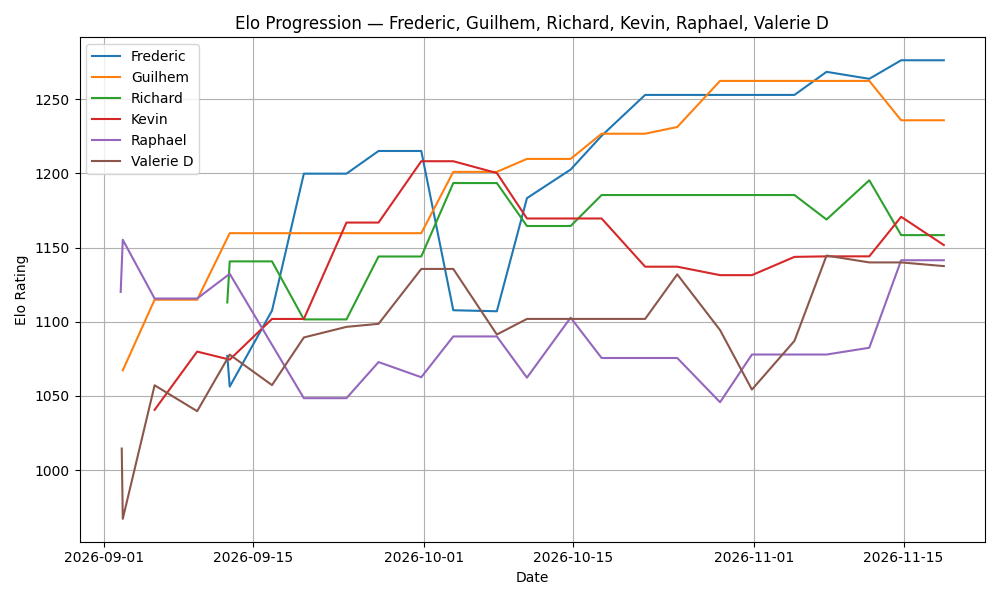 Elo Progression — Frederic, Guilhem, Richard, Kevin, Raphael, Valerie D
Frederic
Guilhem
Richard
Kevin
Raphael
Valerie D
Elo Rating
1250
1200
1150
1100
1050
1000
2026-09-01 2026-09-15 2026-10-01 2026-10-15 2026-11-01 2026-11-15
Date